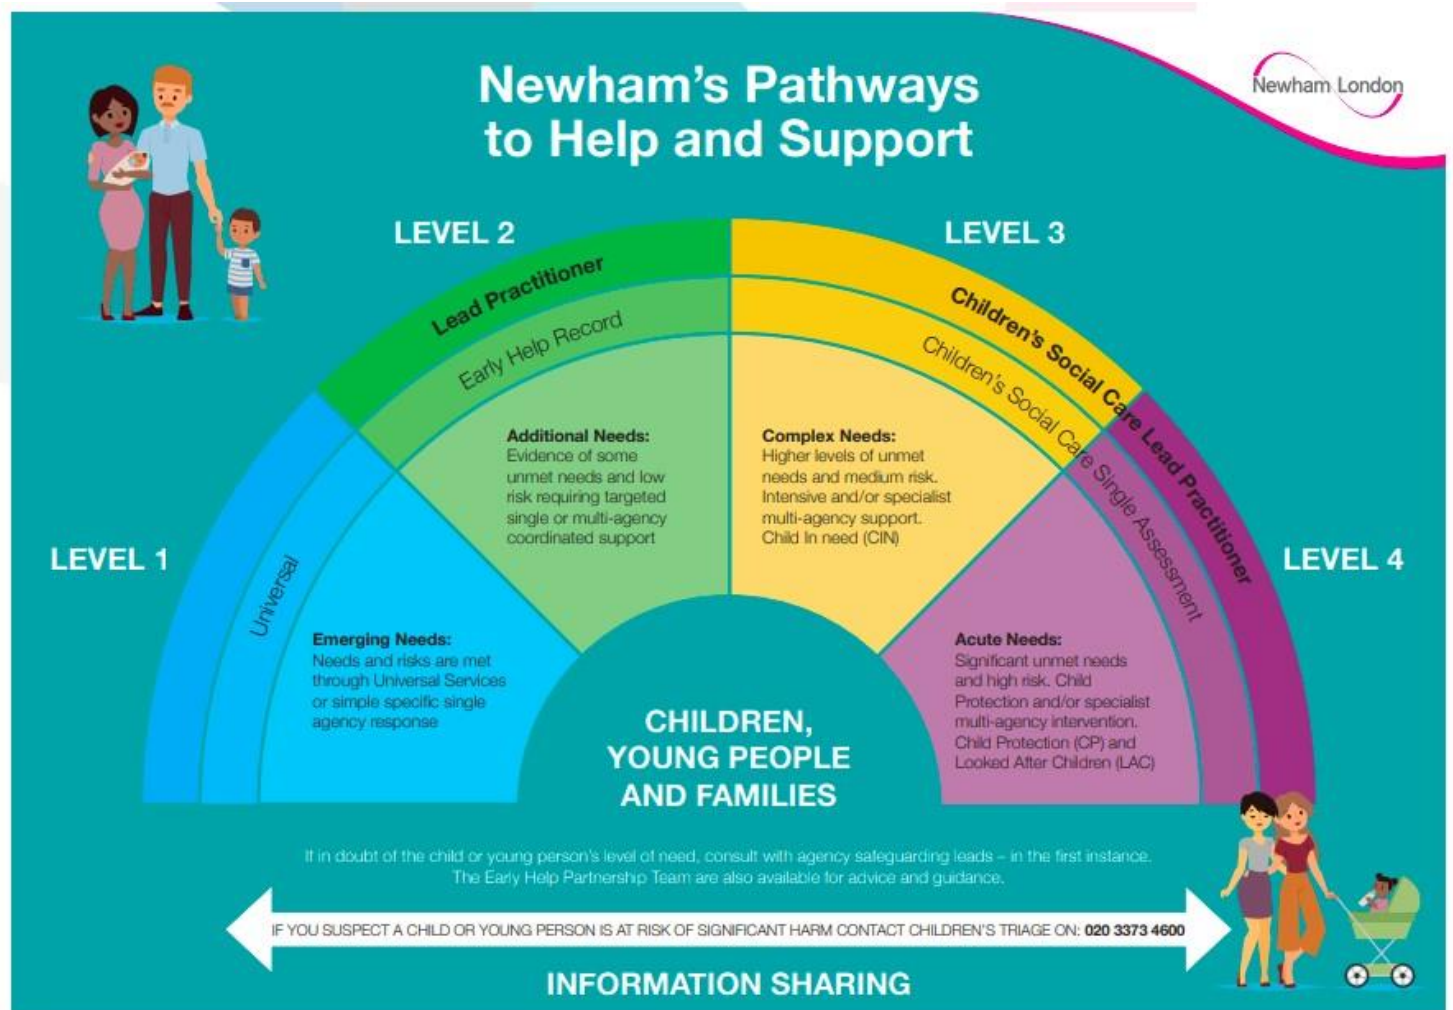 Newham's Pathways
to Help and Support
Newham London
LEVEL 1
Universal
Emerging Needs:
Needs and risks are met
through Universal Services
or simple specific single
agency response
LEVEL 2
Lead Practitioner
Early Help Record
Additional Needs:
Evidence of some
unmet needs and low
risk requiring targeted
single or multi-agency
coordinated support
LEVEL 3
Children's Social Care Lead Practitioner
Children's Social Care Single Assessment
Complex Needs:
Higher levels of unmet
needs and medium risk.
Intensive and/or specialist
multi-agency support.
Child In need (CIN)
LEVEL 4
Acute Needs:
Significant unmet needs
and high risk. Child
Protection and/or specialist
multi-agency intervention.
Child Protection (CP) and
Looked After Children (LAC)
CHILDREN,
YOUNG PEOPLE
AND FAMILIES
If in doubt of the child or young person's level of need, consult with agency safeguarding leads – in the first instance.
The Early Help Partnership Team are also available for advice and guidance.
IF YOU SUSPECT A CHILD OR YOUNG PERSON IS AT RISK OF SIGNIFICANT HARM CONTACT CHILDREN'S TRIAGE ON: 020 3373 4600
INFORMATION SHARING